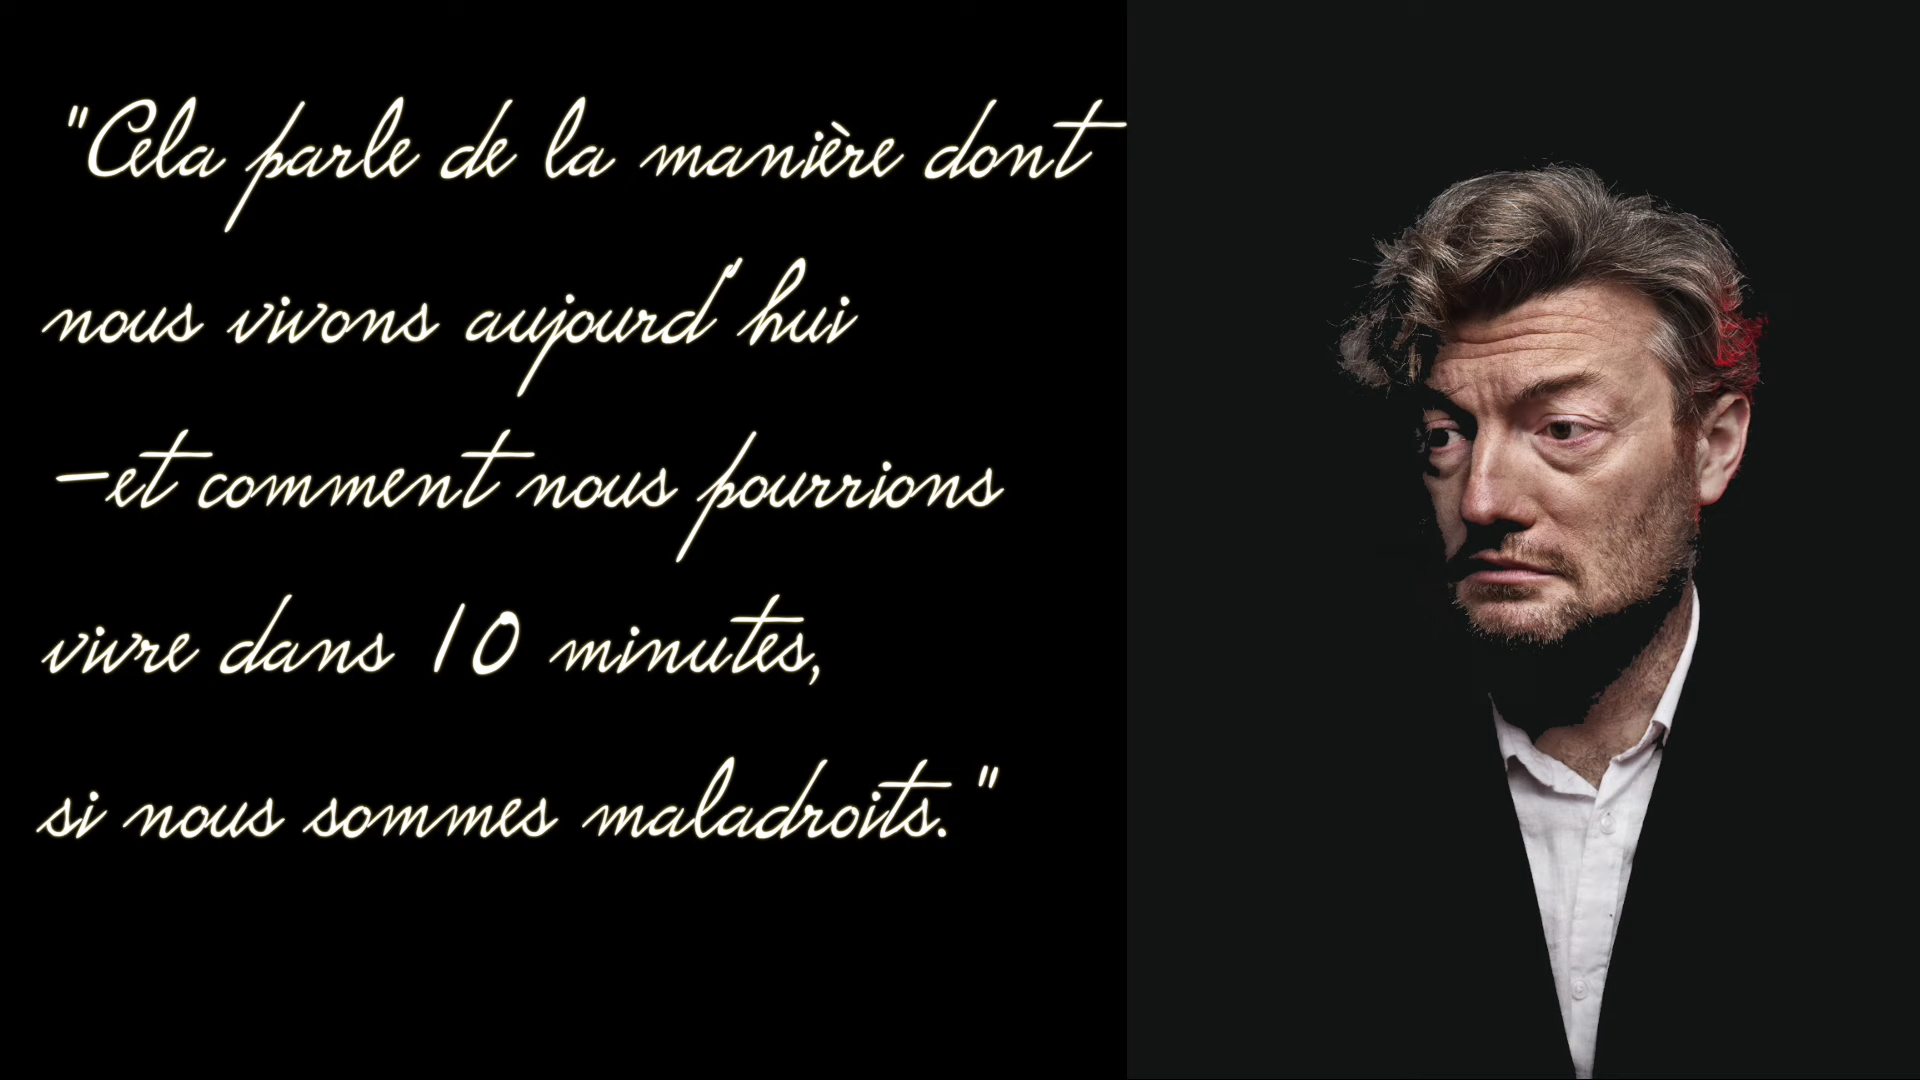 "Cela parle de la manière dont
nous vivons aujourd'hui
-et comment nous pourrions
vivre dans 10 minutes,
si nous sommes maladroits."